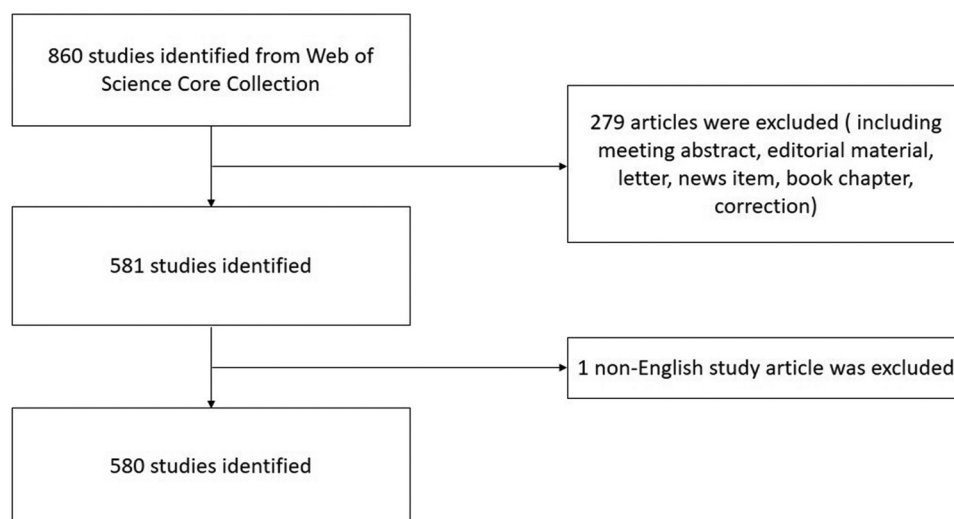 860 studies identified from Web of
Science Core Collection
279 articles were excluded ( including
meeting abstract, editorial material,
letter, news item, book chapter,
correction)
581 studies identified
1 non-English study article was excluded
580 studies identified